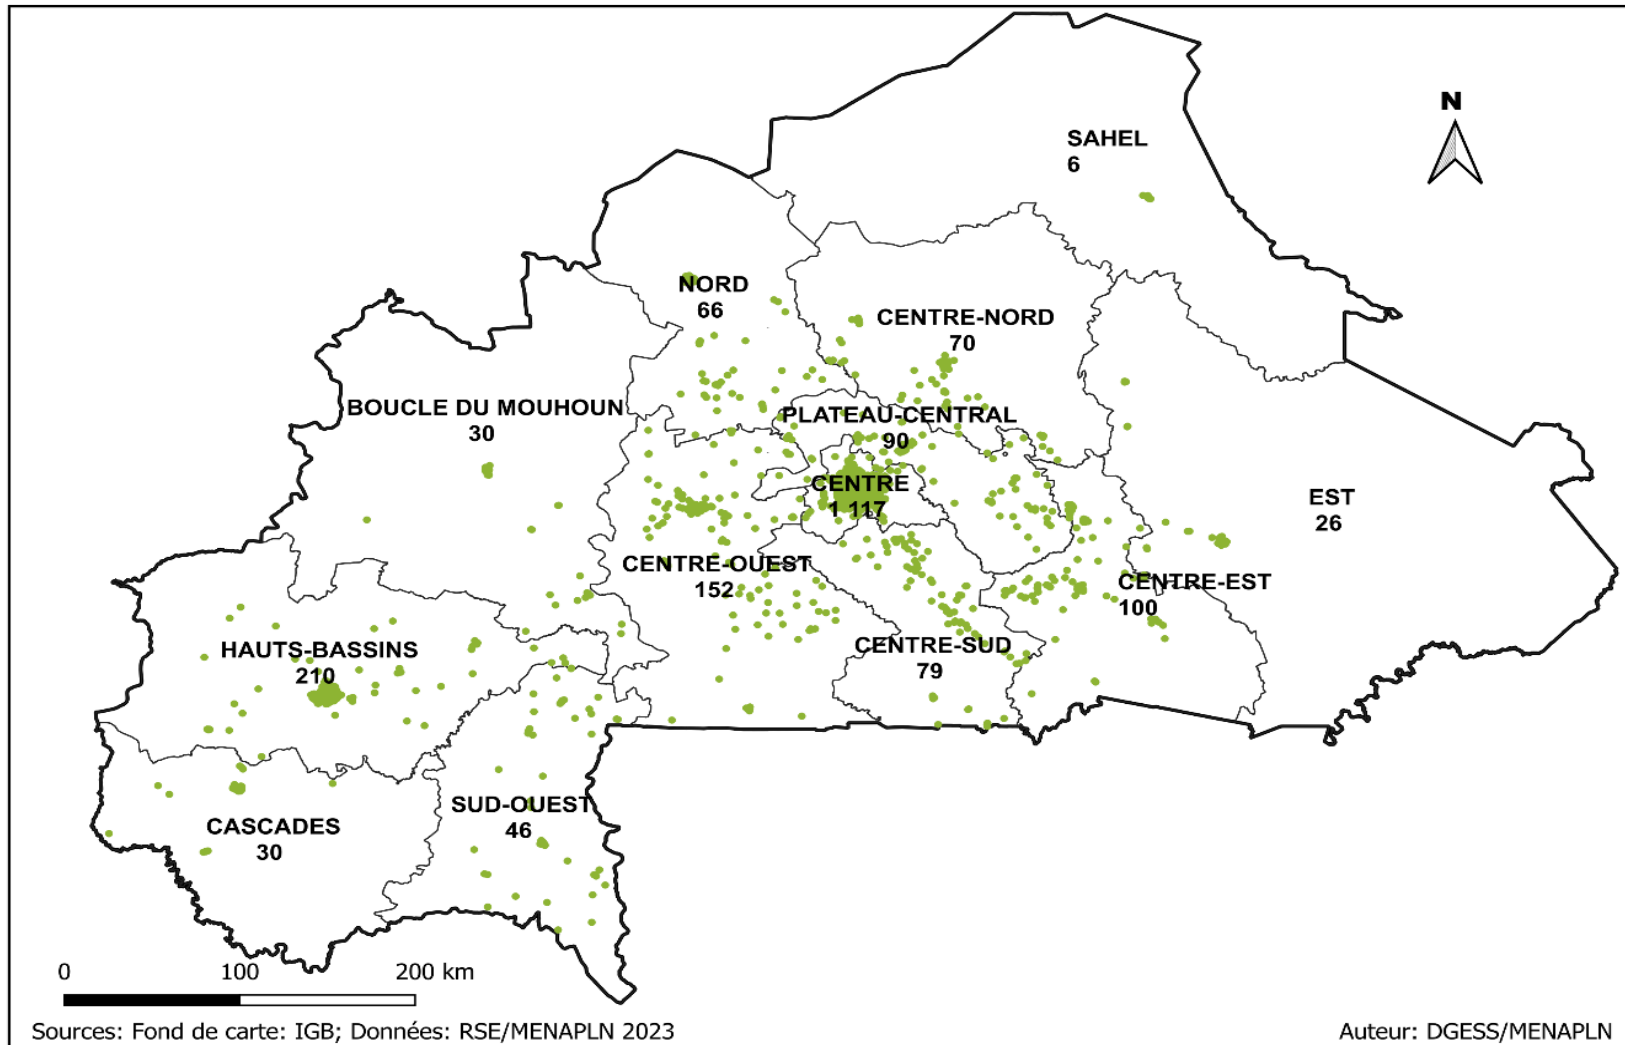 N
SAHEL
6
NORD
66
CENTRE-NORD
70
BOUCLE DU MOUHOUN
30
PLATEAU-CENTRAL
90
CENTRE
1 117
EST
26
CENTRE-OUEST
152
CENTRE-EST
100
HAUTS-BASSINS
210
CENTRE-SUD
79
SUD-OUEST
46
CASCADES
30
0 100 200 km
Sources: Fond de carte: IGB; Données: RSE/MENAPLN 2023
Auteur: DGESS/MENAPLN